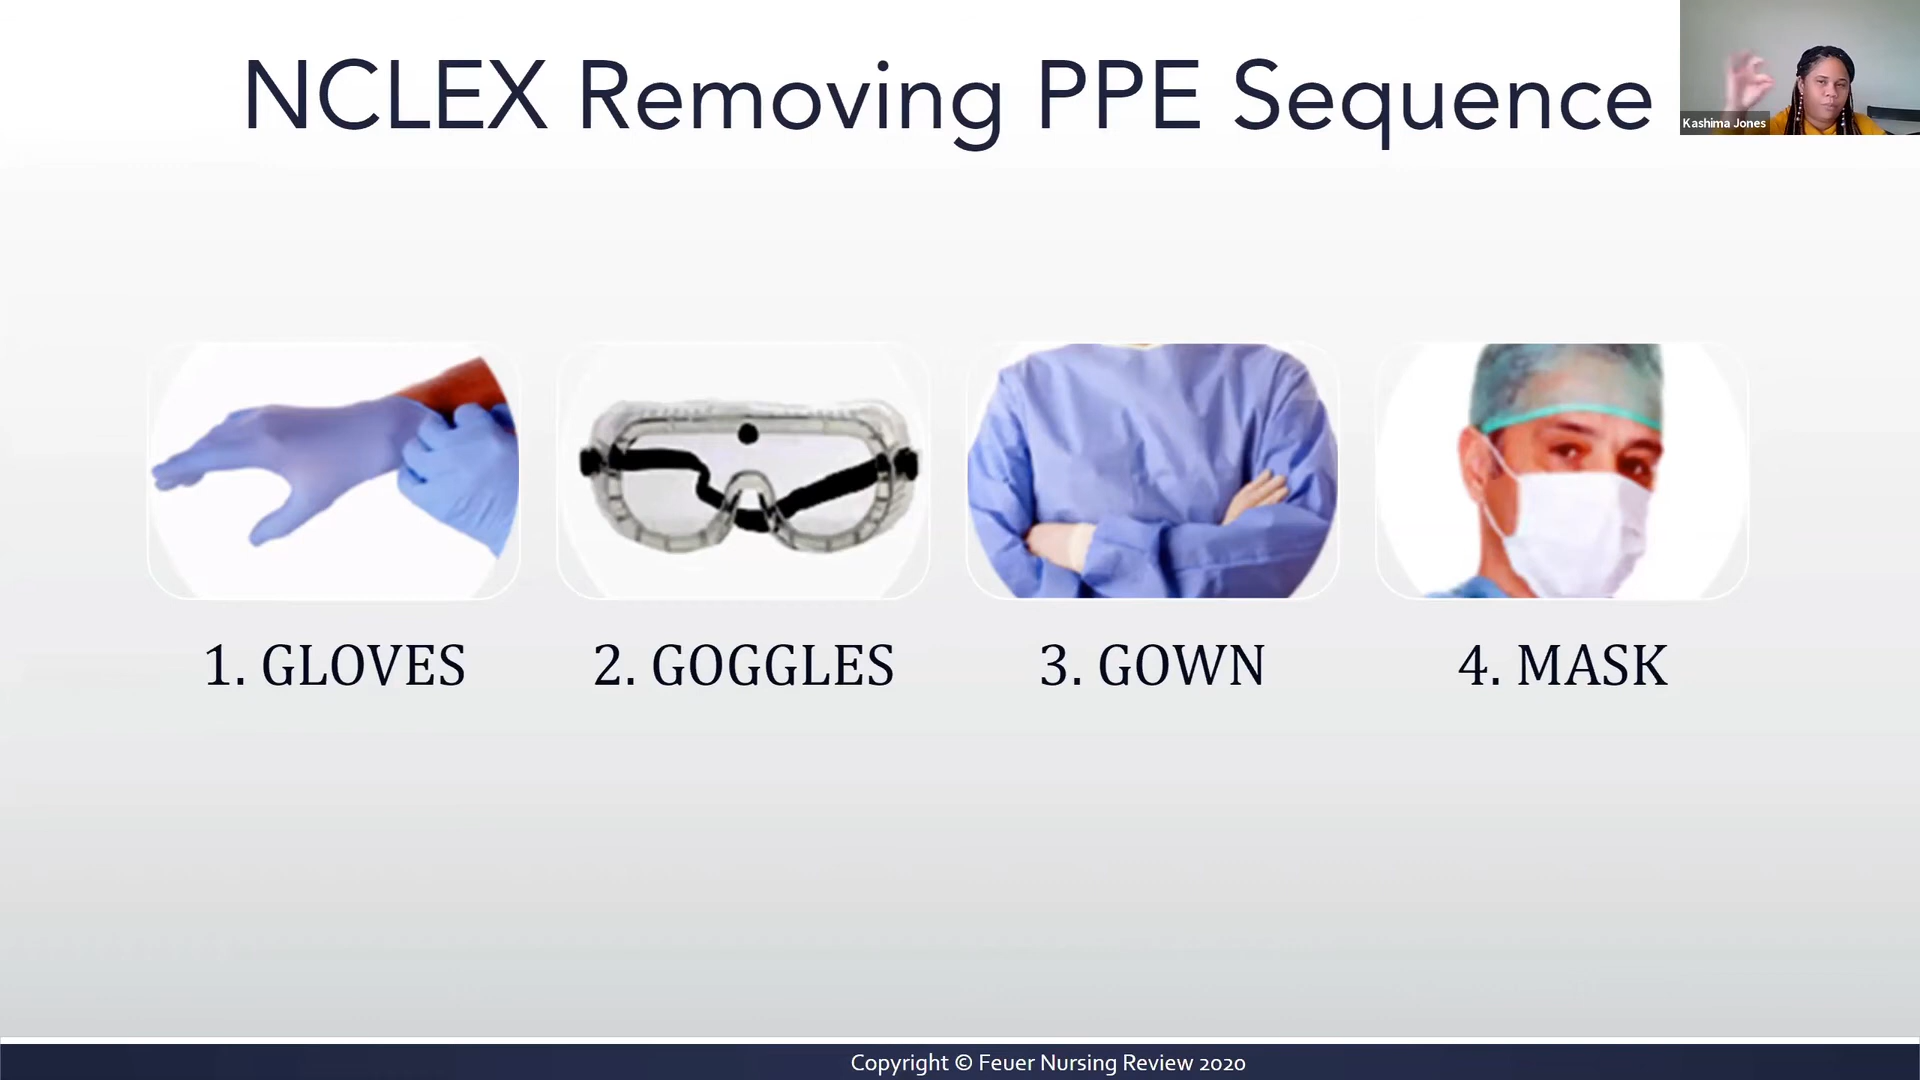 NCLEX Removing PPE Sequence
Kashima Jones
1. GLOVES
2. GOGGLES
3. GOWN
4. MASK
Copyright © Feuer Nursing Review 2020